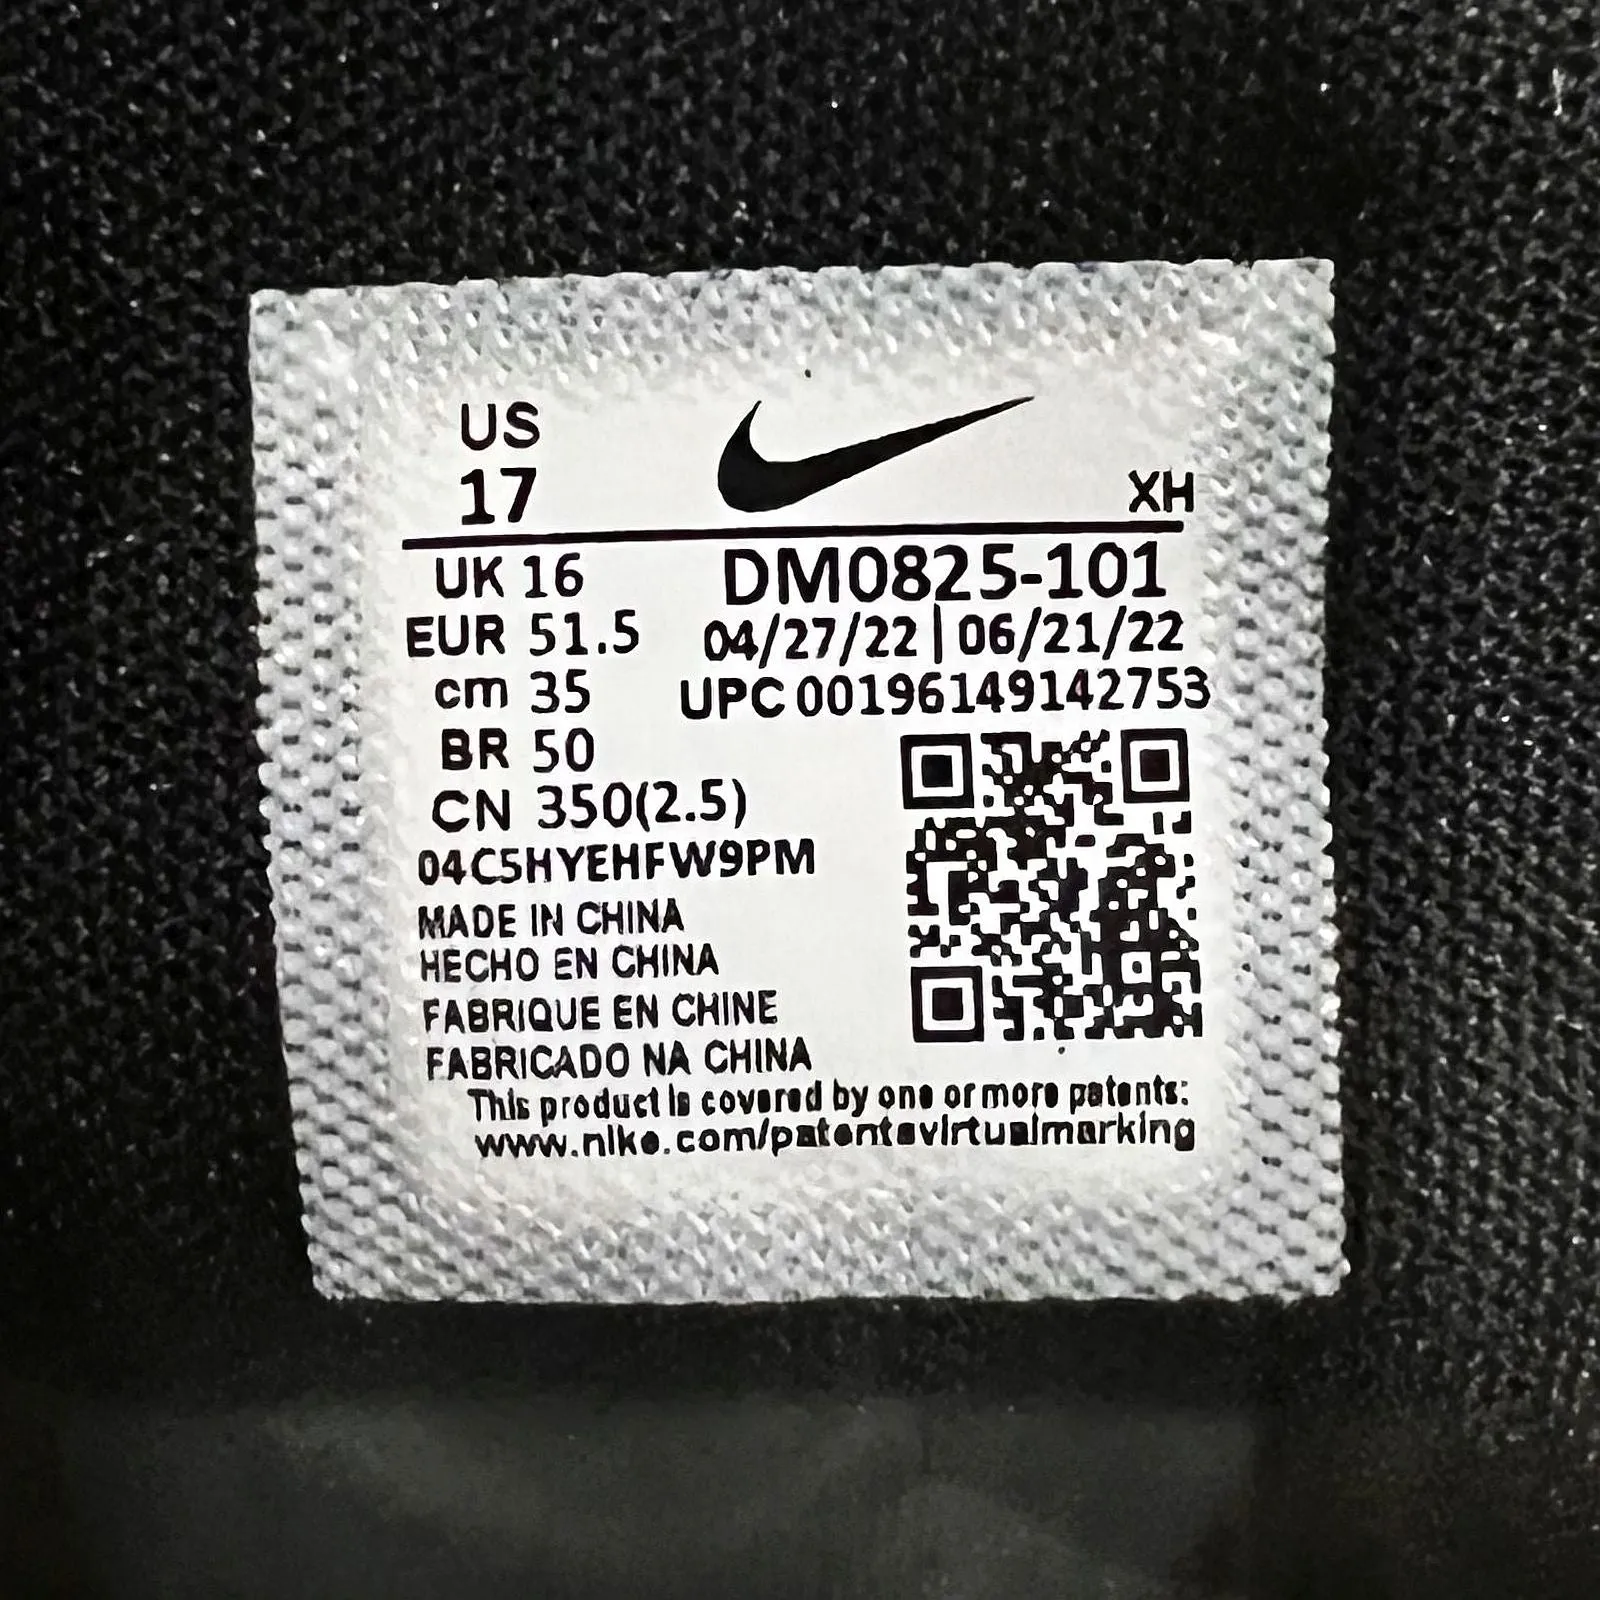 US
17
XH
UK 16
DM0825-101
EUR 51.5
04/27/22 | 06/21/22
cm 35
UPC 00196149142753
BR 50
CN 350(2.5)
04C5HYEHFW9PM
MADE IN CHINA
HECHO EN CHINA
FABRIQUE EN CHINE
FABRICADO NA CHINA
This product is covered by one or more patents:
www.nike.com/patentsvirtualmarking